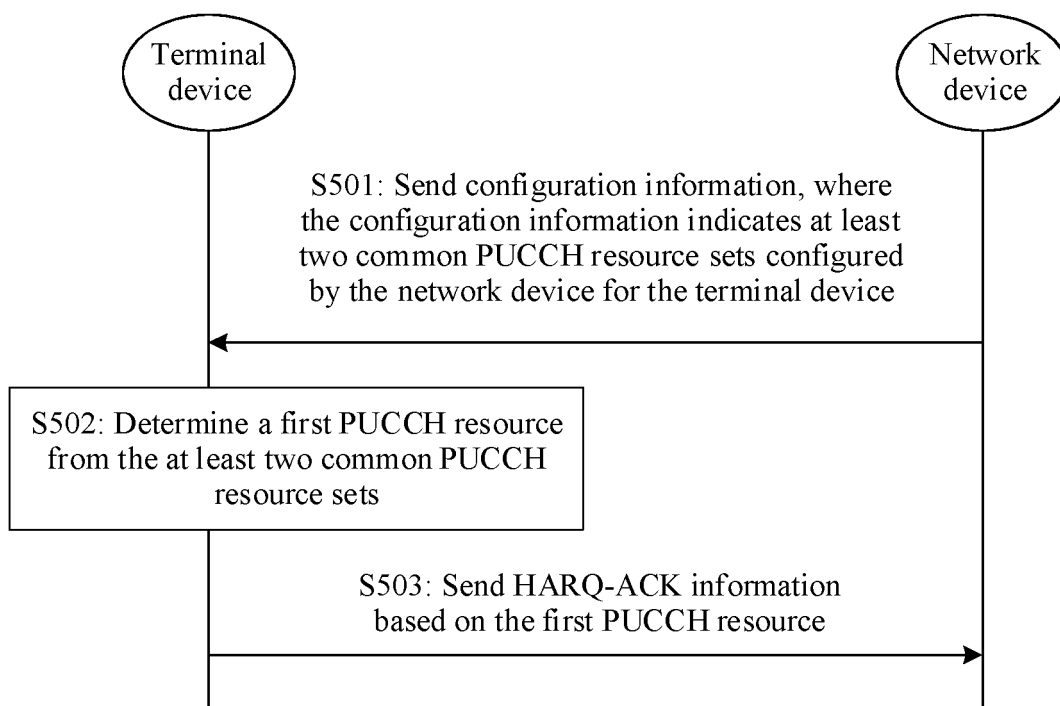 Terminal
device
Network
device
S501: Send configuration information, where
the configuration information indicates at least
two common PUCCH resource sets configured
by the network device for the terminal device
S502: Determine a first PUCCH resource
from the at least two common PUCCH
resource sets
S503: Send HARQ-ACK information
based on the first PUCCH resource